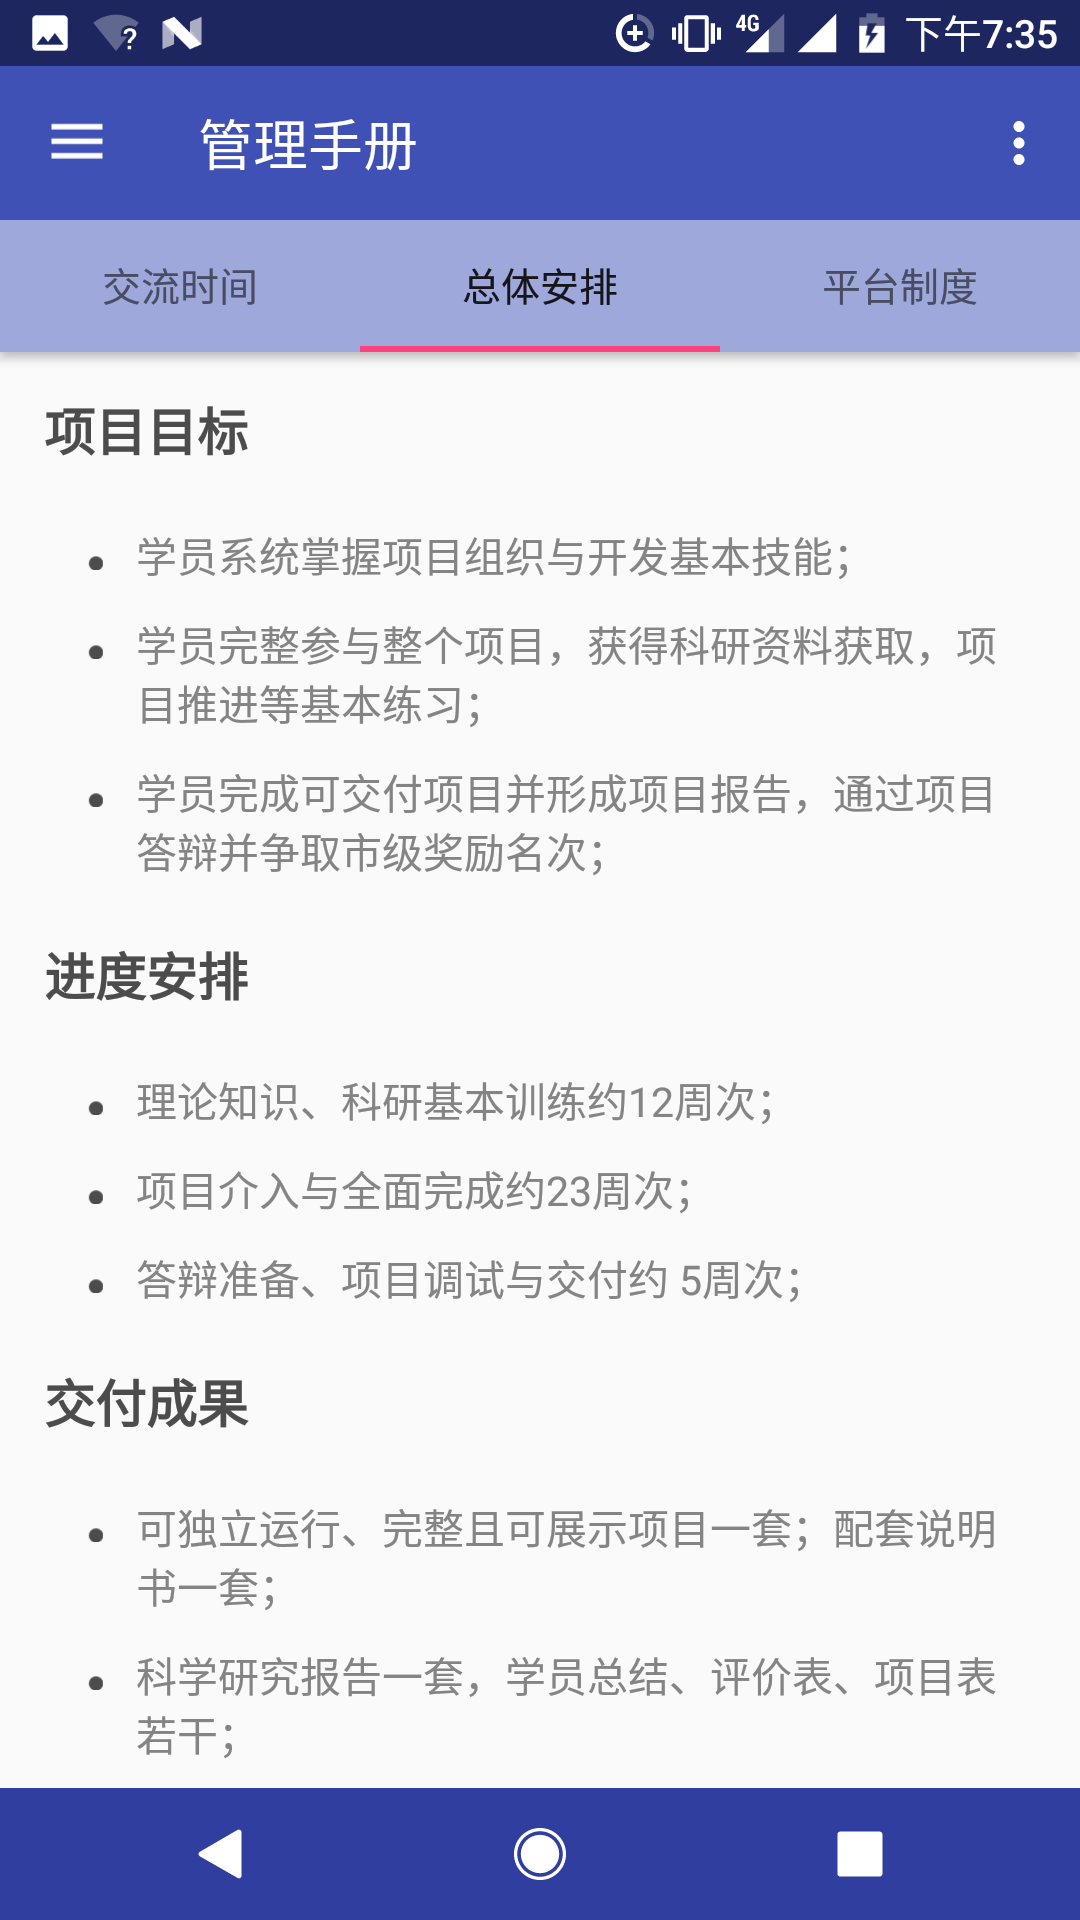 4G 下午7:35
管理手册
交流时间 总体安排 平台制度
项目目标
学员系统掌握项目组织与开发基本技能；
学员完整参与整个项目，获得科研资料获取，项
目推进等基本练习；
学员完成可交付项目并形成项目报告，通过项目
答辩并争取市级奖励名次；
进度安排
理论知识、科研基本训练约12周次；
项目介入与全面完成约23周次；
答辩准备、项目调试与交付约 5周次；
交付成果
可独立运行、完整且可展示项目一套；配套说明
书一套；
科学研究报告一套，学员总结、评价表、项目表
若干；